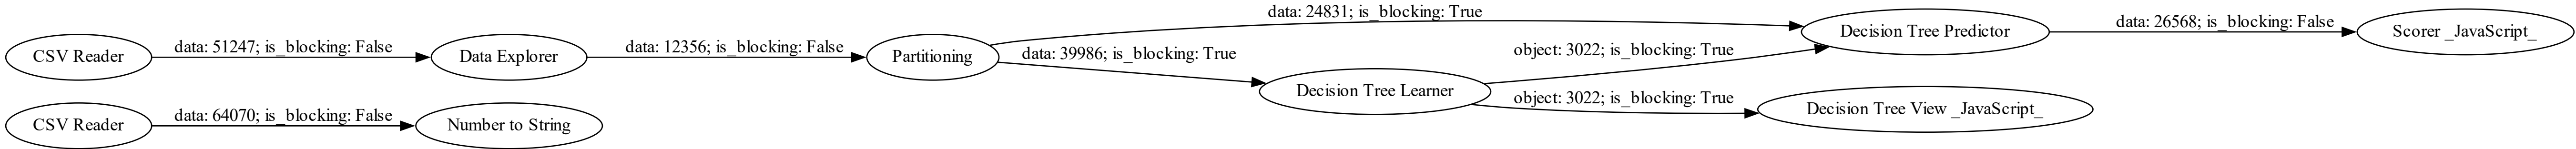 CSV Reader
data: 51247; is_blocking: False
Data Explorer
data: 12356; is_blocking: False
Partitioning
data: 24831; is_blocking: True
data: 39986; is_blocking: True
Decision Tree Learner
object: 3022; is_blocking: True
object: 3022; is_blocking: True
Decision Tree Predictor
data: 26568; is_blocking: False
Scorer _JavaScript_
Decision Tree View _JavaScript_
CSV Reader
data: 64070; is_blocking: False
Number to String